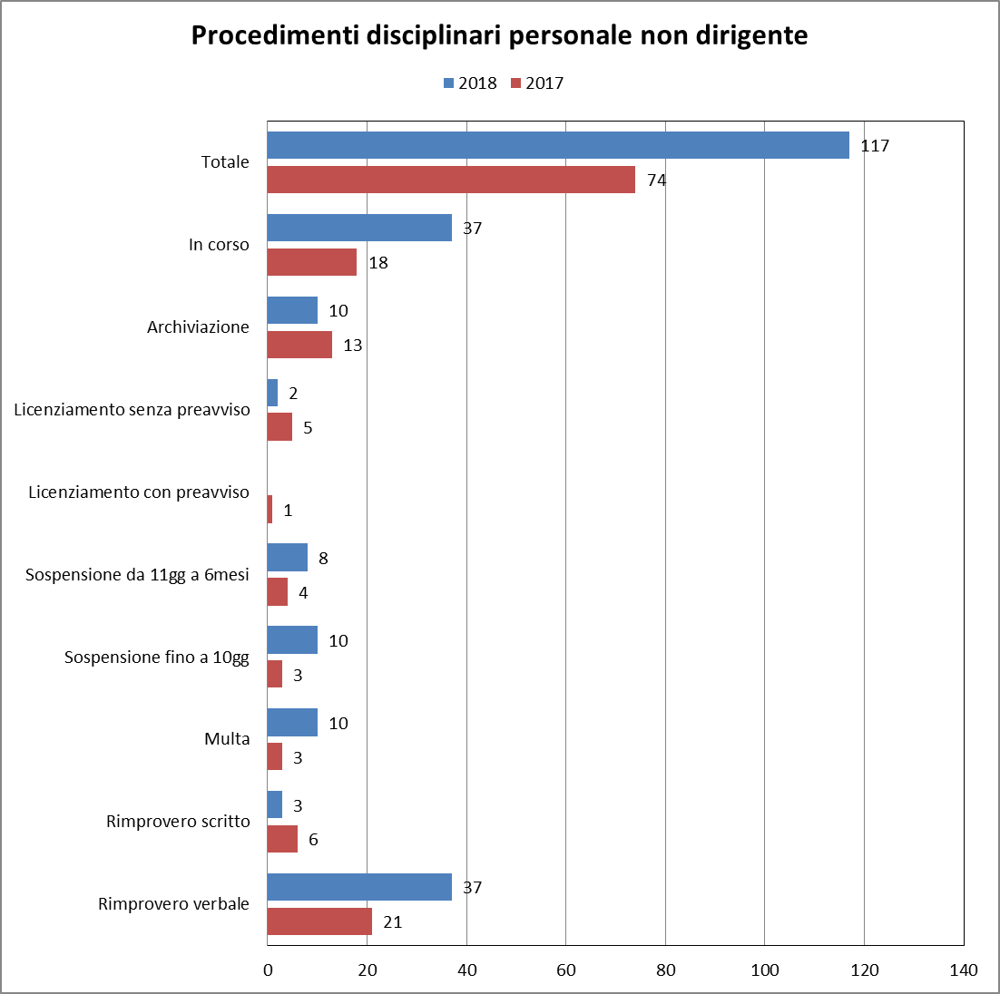 Procedimenti disciplinari personale non dirigente
2018 2017
Totale
117
74
In corso
37
18
Archiviazione
10
13
Licenziamento senza preavviso
2
5
Licenziamento con preavviso
1
Sospensione da 11gg a 6mesi
8
4
Sospensione fino a 10gg
10
3
Multa
10
3
Rimprovero scritto
3
6
Rimprovero verbale
37
21
0 20 40 60 80 100 120 140